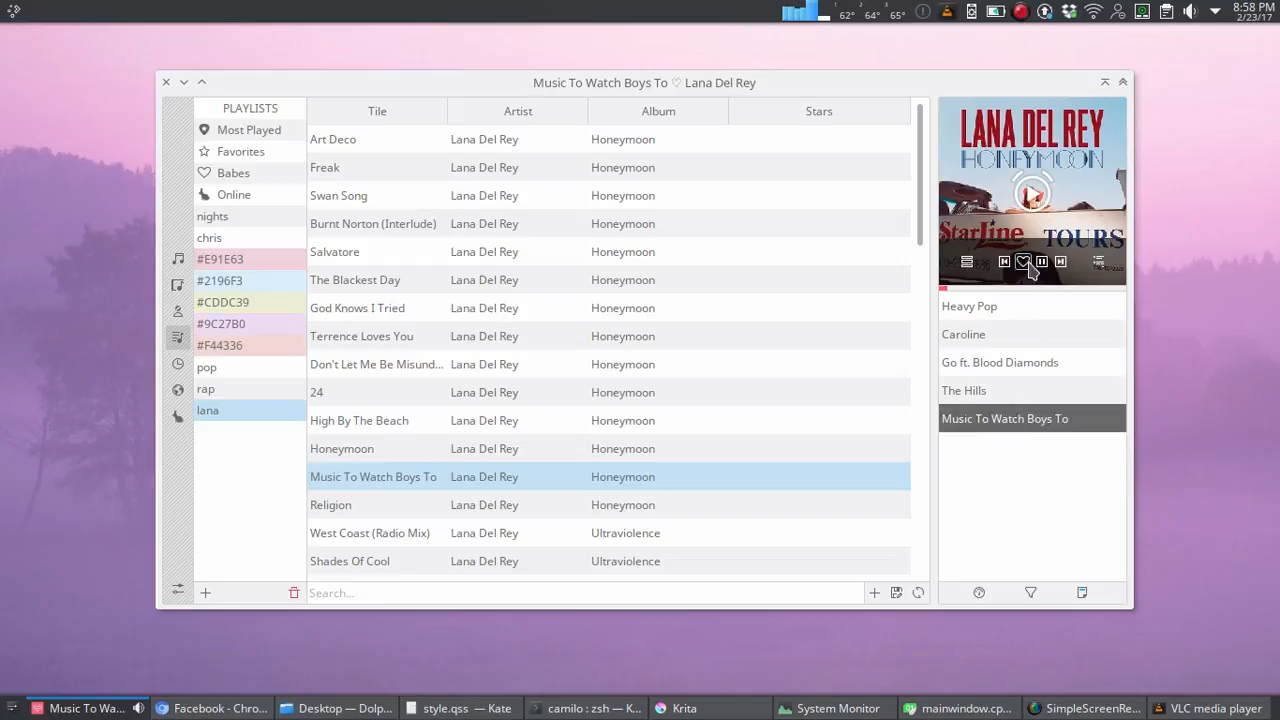 62° 64° 65°
8:58 PM
2/23/17
Music To Watch Boys To ♡ Lana Del Rey
PLAYLISTS
Most Played
Favorites
Babes
Online
nights
chris
#E91E63
#2196F3
#CDDC39
#9C27B0
#F44336
pop
rap
lana
Tile Artist Album Stars
Art Deco Lana Del Rey Honeymoon
Freak Lana Del Rey Honeymoon
Swan Song Lana Del Rey Honeymoon
Burnt Norton (Interlude) Lana Del Rey Honeymoon
Salvatore Lana Del Rey Honeymoon
The Blackest Day Lana Del Rey Honeymoon
God Knows I Tried Lana Del Rey Honeymoon
Terrence Loves You Lana Del Rey Honeymoon
Don't Let Me Be Misund... Lana Del Rey Honeymoon
24 Lana Del Rey Honeymoon
High By The Beach Lana Del Rey Honeymoon
Honeymoon Lana Del Rey Honeymoon
Music To Watch Boys To Lana Del Rey Honeymoon
Religion Lana Del Rey Honeymoon
West Coast (Radio Mix) Lana Del Rey Ultraviolence
Shades Of Cool Lana Del Rey Ultraviolence
Search...
LANA DEL REY
HONEYMOON
StarLine TOURS
Heavy Pop
Caroline
Go ft. Blood Diamonds
The Hills
Music To Watch Boys To
Music To Wa...
Facebook - Chro...
Desktop — Dolp...
style.qss — Kate
camilo : zsh — K...
Krita
System Monitor
mainwindow.cp...
SimpleScreenRe...
VLC media player